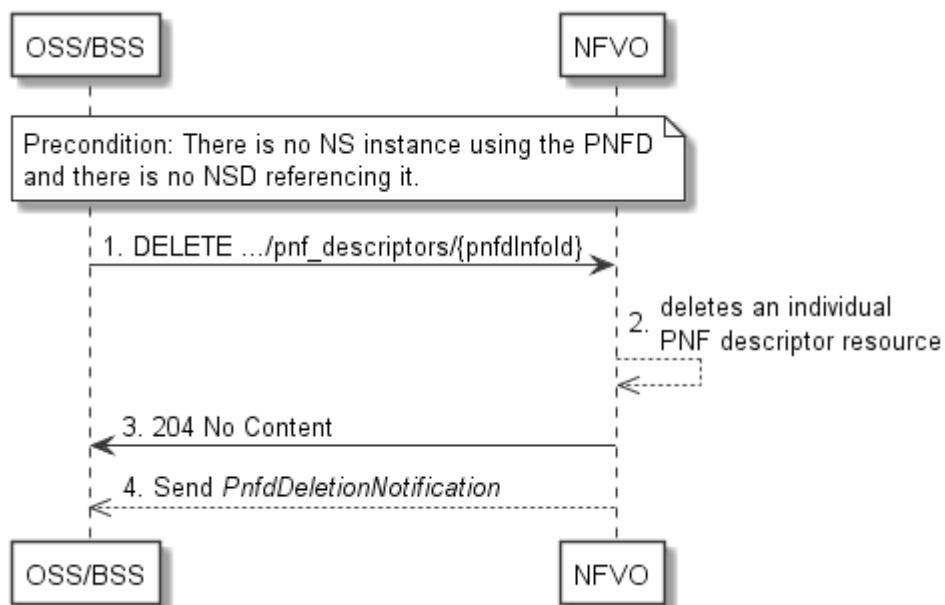 OSS/BSS
NFVO
Precondition: There is no NS instance using the PNFD
and there is no NSD referencing it.
1. DELETE .../pnf_descriptors/{pnfdInfoId}
2. deletes an individual
PNF descriptor resource
3. 204 No Content
4. Send PnfdDeletionNotification
OSS/BSS
NFVO